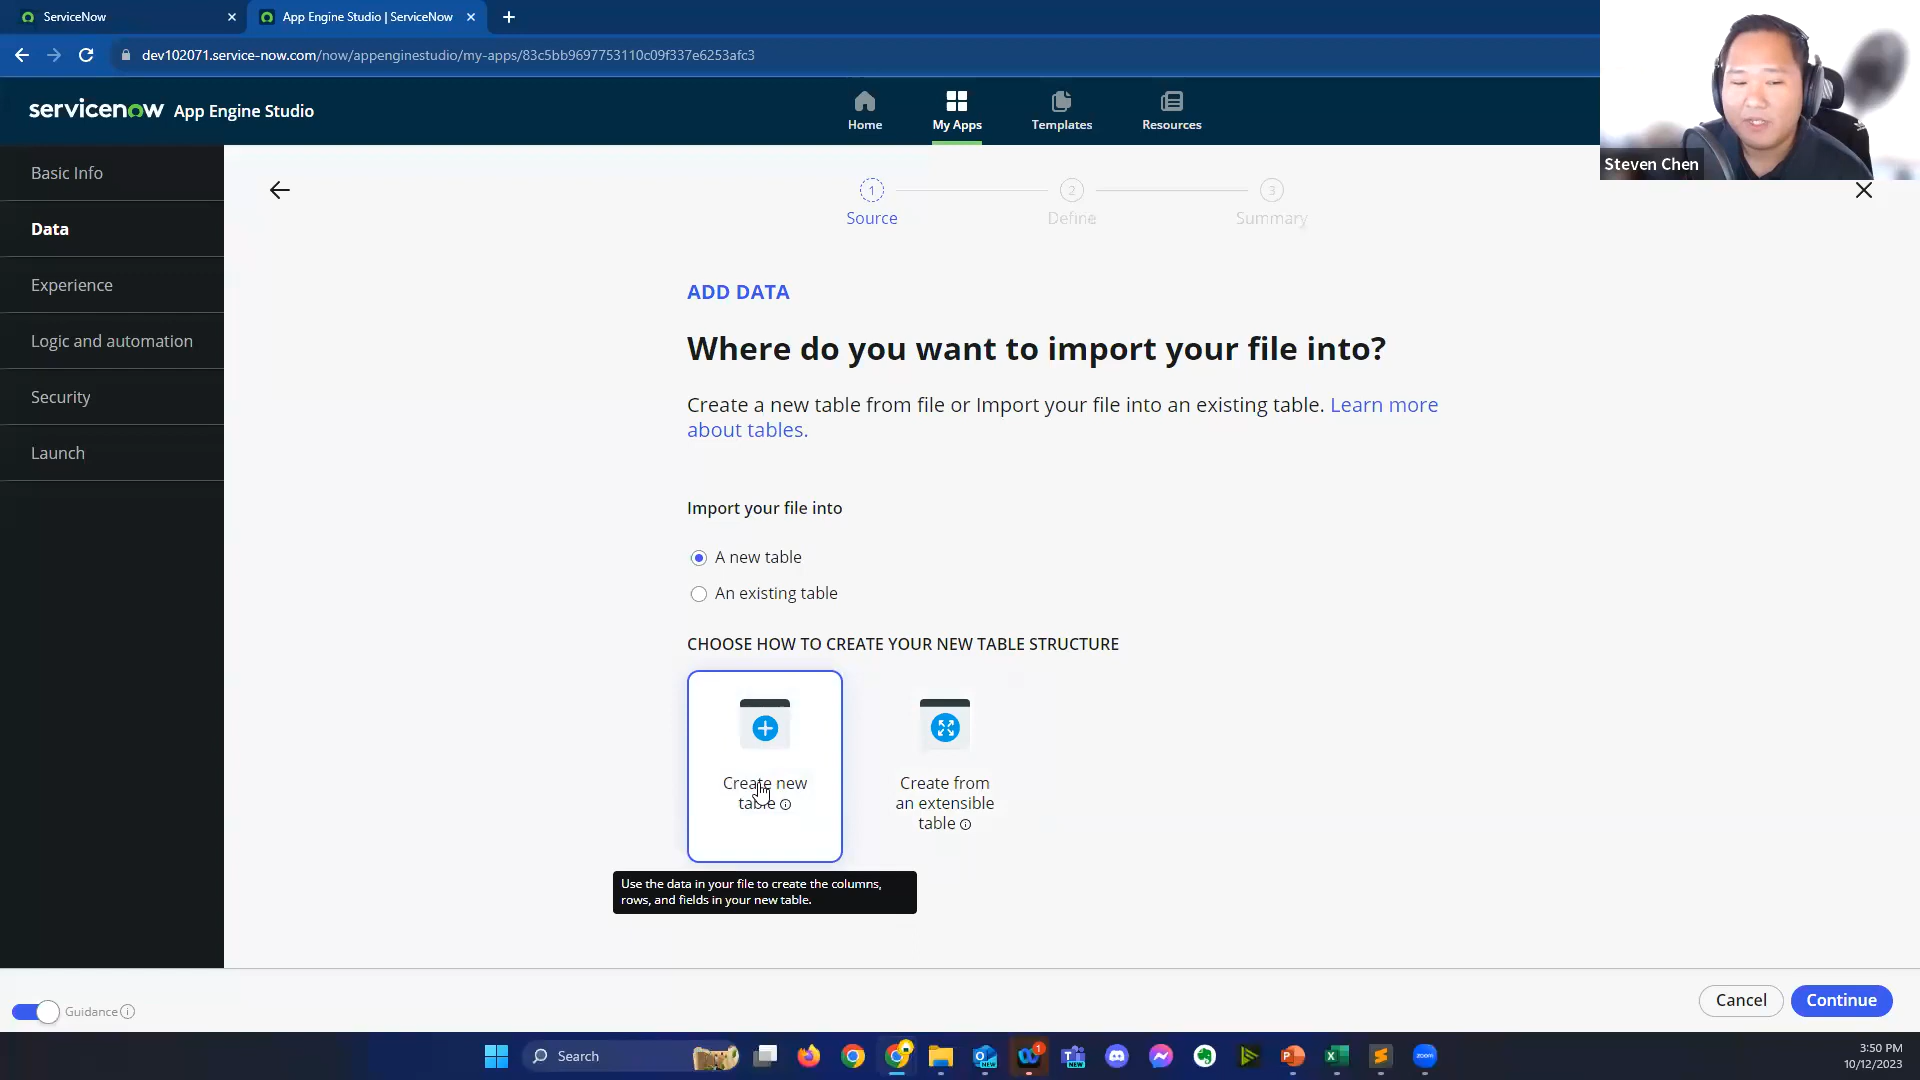 ServiceNow
App Engine Studio | ServiceNow
dev102071.service-now.com/now/appenginestudio/my-apps/83c5bb9697753110c09f337e6253afc3
servicenow App Engine Studio
Home
My Apps
Templates
Resources
Steven Chen
Basic Info
Data
Experience
Logic and automation
Security
Launch
1
2
3
Source
Define
Summary
ADD DATA
Where do you want to import your file into?
Create a new table from file or Import your file into an existing table. Learn more
about tables.
Import your file into
A new table
An existing table
CHOOSE HOW TO CREATE YOUR NEW TABLE STRUCTURE
Create new
table
Create from
an extensible
table
Use the data in your file to create the columns,
rows, and fields in your new table.
Guidance
Cancel
Continue
Search
NEW
1
NEW
zoom
3:50 PM
10/12/2023